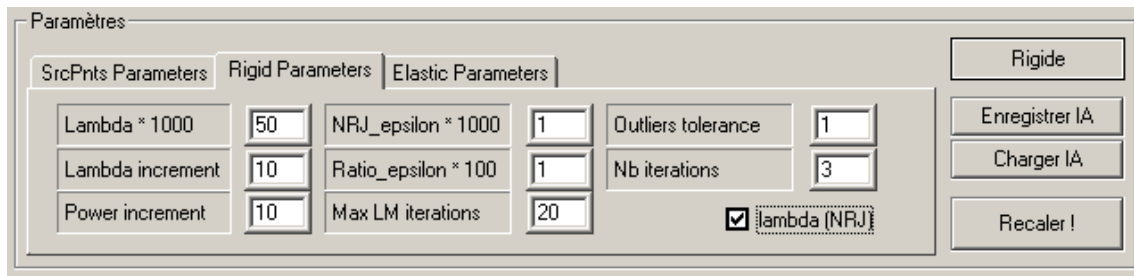 Paramètres
SrcPnts Parameters Rigid Parameters Elastic Parameters
Rigide
Lambda * 1000 50 NRJ_epsilon * 1000 1 Outliers tolerance 1
Enregistrer IA
Lambda increment 10 Ratio_epsilon * 100 1 Nb iterations 3
Charger IA
Power increment 10 Max LM iterations 20 lambda (NRJ)
Recaler !